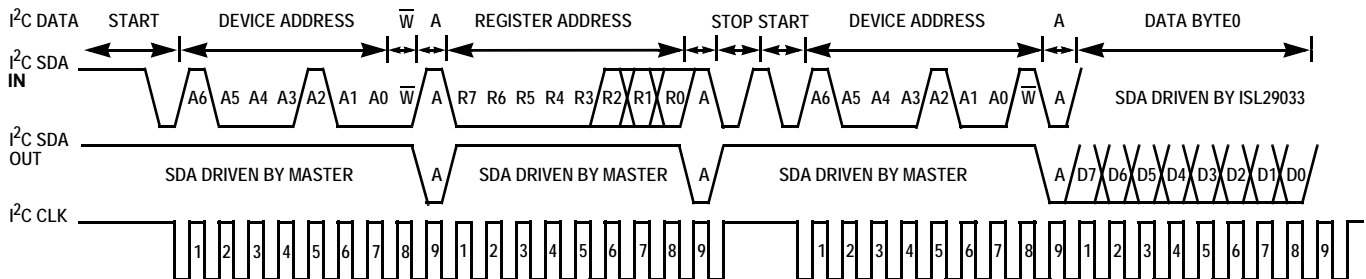 I²C DATA START DEVICE ADDRESS W̅ A REGISTER ADDRESS A STOP START DEVICE ADDRESS A DATA BYTE0
I²C SDA
IN A6 A5 A4 A3 A2 A1 A0 W̅ A R7 R6 R5 R4 R3 R2 R1 R0 A A6 A5 A4 A3 A2 A1 A0 W̅ A SDA DRIVEN BY ISL29033
I²C SDA
OUT SDA DRIVEN BY MASTER A SDA DRIVEN BY MASTER A SDA DRIVEN BY MASTER A D7 D6 D5 D4 D3 D2 D1 D0
I²C CLK 1 2 3 4 5 6 7 8 9 1 2 3 4 5 6 7 8 9 1 2 3 4 5 6 7 8 9 1 2 3 4 5 6 7 8 9